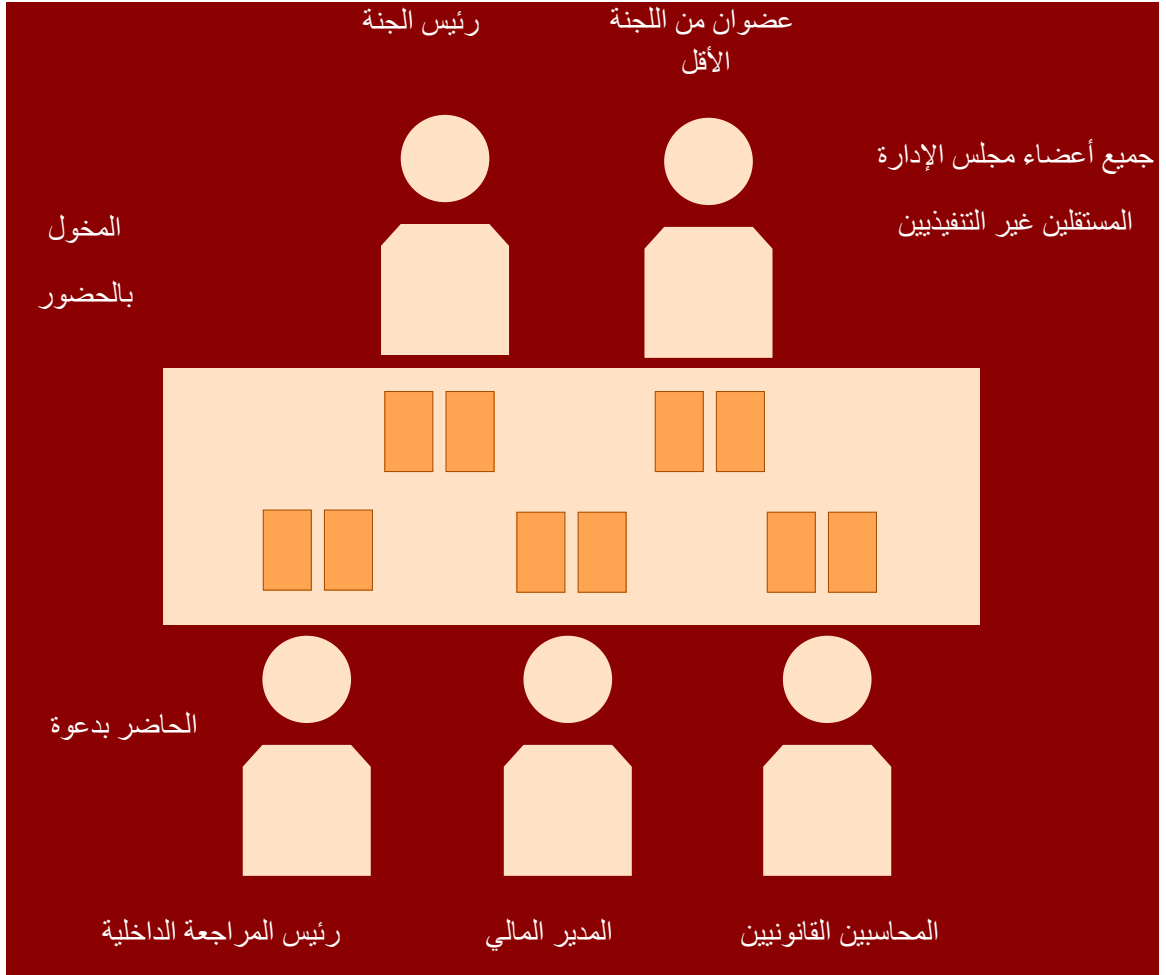 عضوان من اللجنة
الأقل
رئيس الجنة
جميع أعضاء مجلس الإدارة
المستقلين غير التنفيذيين
المخول
بالحضور
الحاضر بدعوة
المحاسبين القانونيين
المدير المالي
رئيس المراجعة الداخلية